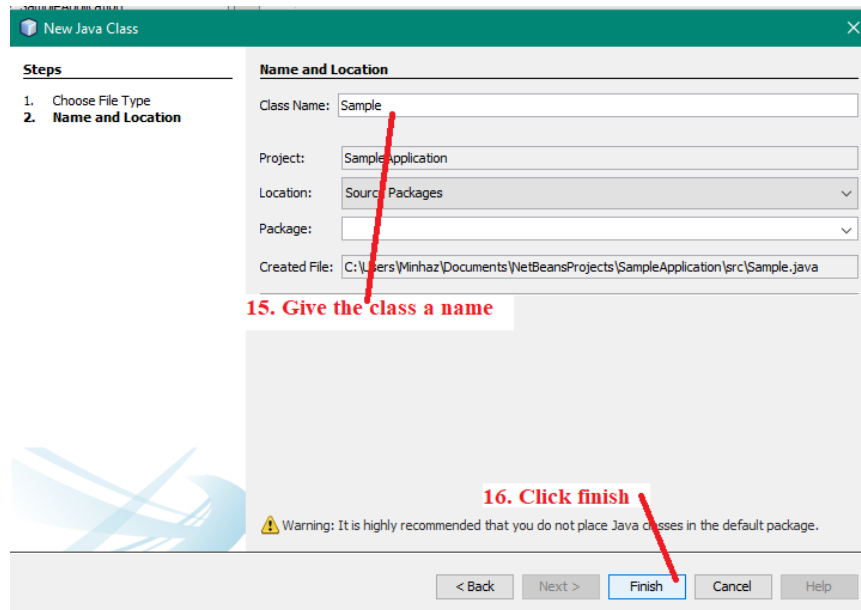 SampleApplication
New Java Class
Steps
1. Choose File Type
2. Name and Location
Name and Location
Class Name: Sample
Project: SampleApplication
Location: Source Packages
Package:
Created File: C:\Users\Minhaz\Documents\NetBeansProjects\SampleApplication\src\Sample.java
15. Give the class a name
16. Click finish
Warning: It is highly recommended that you do not place Java classes in the default package.
< Back Next > Finish Cancel Help